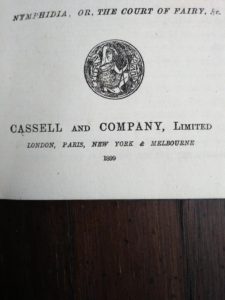 NYMPHIDIA, OR, THE COURT OF FAIRY, &c.
CASSELL AND COMPANY, LIMITED
LONDON, PARIS, NEW YORK & MELBOURNE
1899